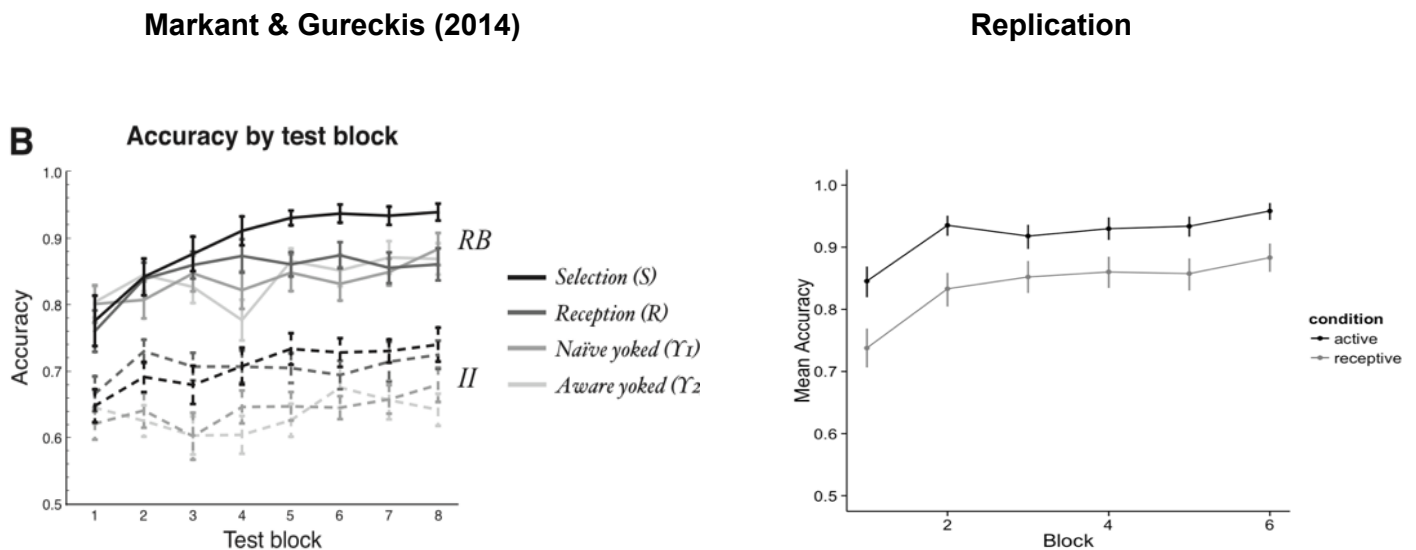 Markant & Gureckis (2014)
Replication
B
Accuracy by test block
1.0
0.9
0.8
0.7
0.6
0.5
Accuracy
1 2 3 4 5 6 7 8
Test block
RB
II
Selection (S)
Reception (R)
Naïve yoked (Y1)
Aware yoked (Y2
1.0
0.9
0.8
0.7
0.6
0.5
Mean Accuracy
2 4 6
Block
condition
active
receptive